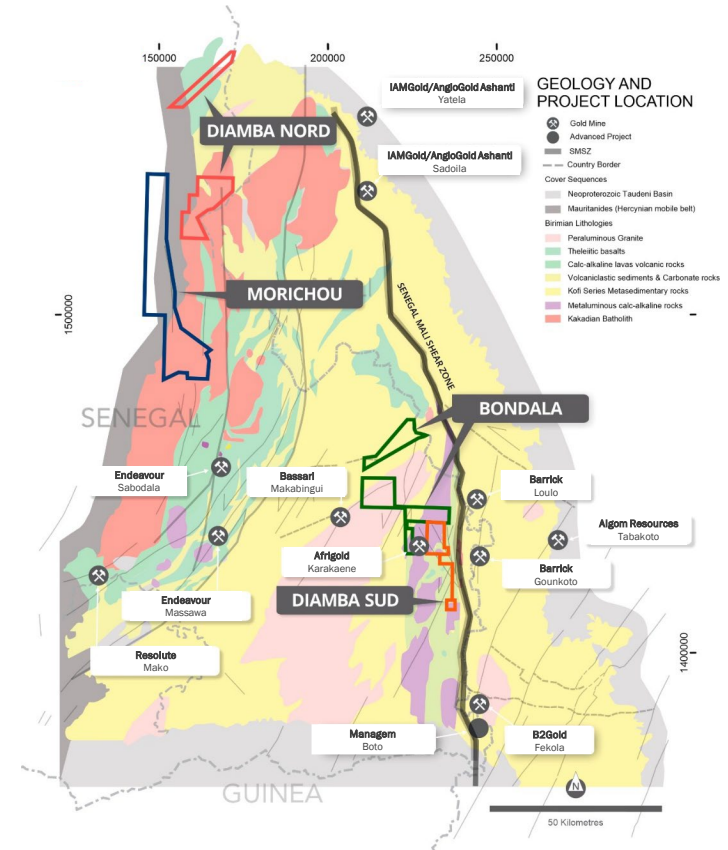 150000
200000
250000
IAMGold/AngloGold Ashanti
Yatela
GEOLOGY AND
PROJECT LOCATION
Gold Mine
Advanced Project
SMSZ
Country Border
Cover Sequences
Neoproterozoic Taudeni Basin
Mauritanides (Hercynian mobile belt)
Birimian Lithologies
Peraluminous Granite
Theleiitic basalts
Calc-alkaline lavas volcanic rocks
Volcaniclastic sediments & Carbonate rocks
Kofi Series Metasedimentary rocks
Metaluminous calc-alkaline rocks
Kakadian Batholith
DIAMBA NORD
IAMGold/AngloGold Ashanti
Sadoila
MORICHOU
1500000
SENEGAL MALI SHEAR ZONE
SENEGAL
BONDALA
Endeavour
Sabodala
Bassari
Makabingui
Barrick
Loulo
Algom Resources
Tabakoto
Afrigold
Karakaene
Barrick
Gounkoto
Endeavour
Massawa
DIAMBA SUD
Resolute
Mako
1400000
Managem
Boto
B2Gold
Fekola
GUINEA
N
50 Kilometres